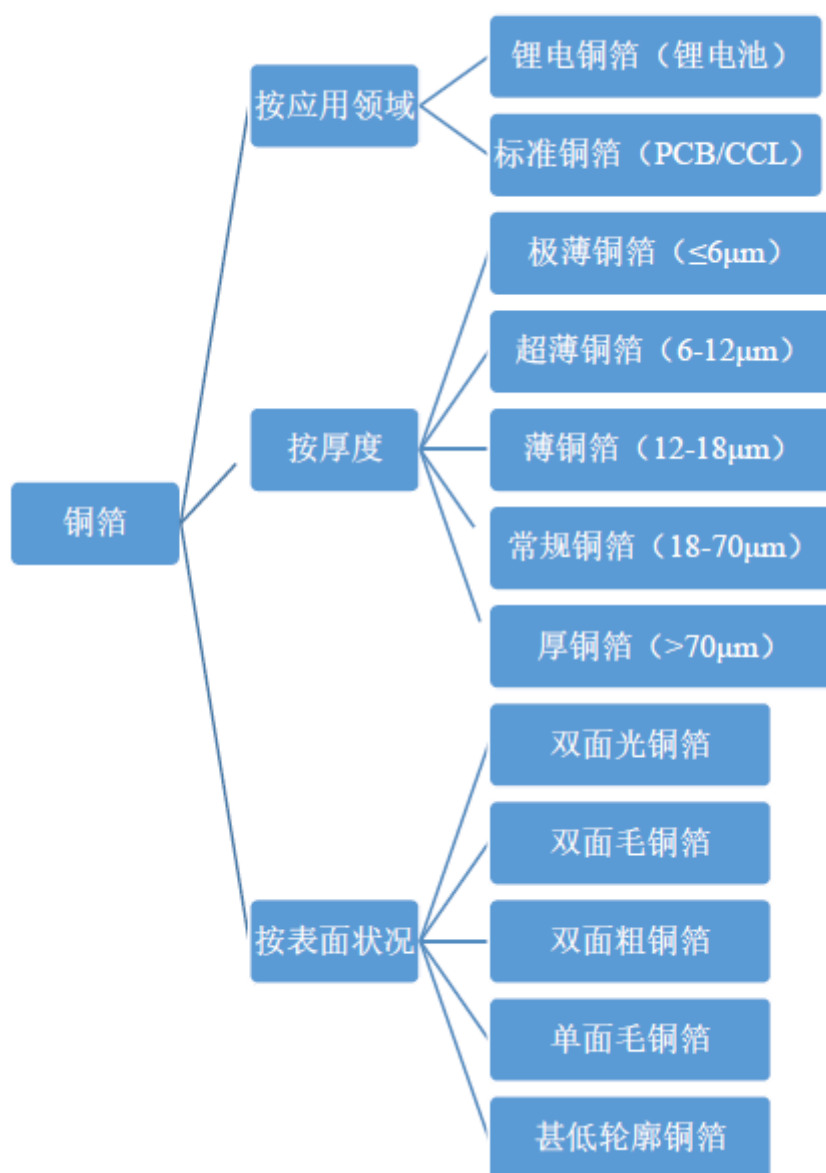 铜箔
按应用领域
锂电铜箔（锂电池）
标准铜箔（PCB/CCL）
按厚度
极薄铜箔（≤6μm）
超薄铜箔（6-12μm）
薄铜箔（12-18μm）
常规铜箔（18-70μm）
厚铜箔（>70μm）
按表面状况
双面光铜箔
双面毛铜箔
双面粗铜箔
单面毛铜箔
甚低轮廓铜箔